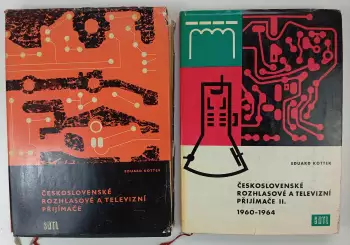 EDUARD KOTTEK
ČESKOSLOVENSKÉ
ROZHLASOVÉ A TELEVIZNÍ
PŘIJÍMAČE
SNTL
EDUARD KOTTEK
ČESKOSLOVENSKÉ
ROZHLASOVÉ A TELEVIZNÍ
PŘIJÍMAČE II.
1960-1964
SNTL